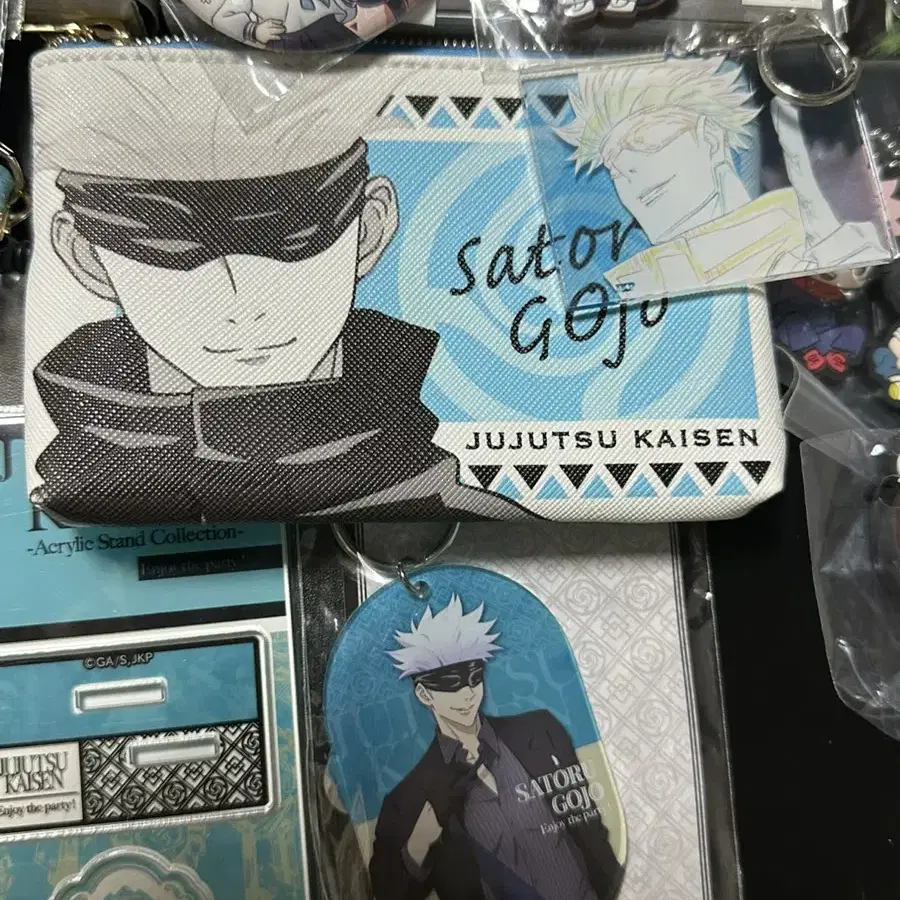 Satoru
GOjo
JUJUTSU KAISEN
-Acrylic Stand Collection-
Enjoy the party!
©GA/S,JKP
JUJUTSU
KAISEN
Enjoy the party!
SATORU
GOJO
Enjoy the party!